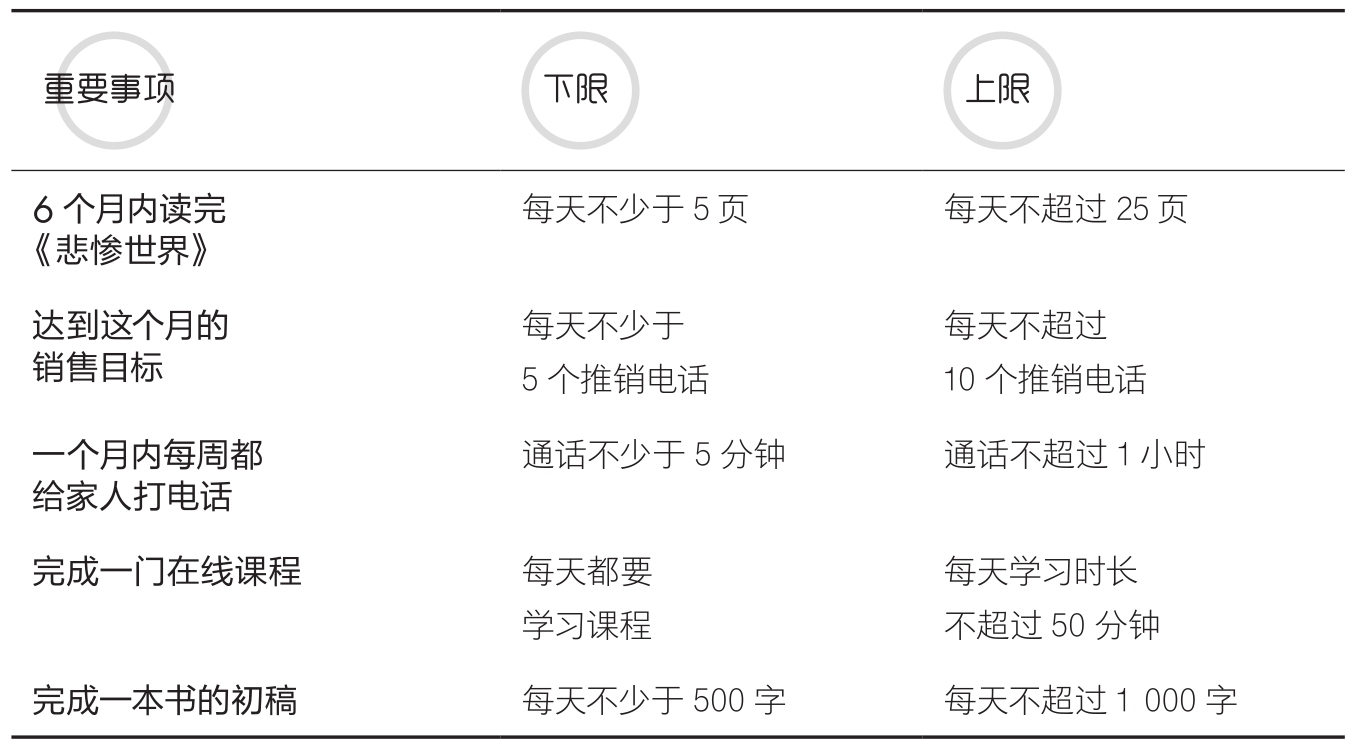 重要事项 下限 上限
6 个月内读完 每天不少于 5 页 每天不超过 25 页
《悲惨世界》
达到这个月的 每天不少于 每天不超过
销售目标 5 个推销电话 10 个推销电话
一个月内每周都 通话不少于 5 分钟 通话不超过 1 小时
给家人打电话
完成一门在线课程 每天都要 每天学习时长
学习课程 不超过 50 分钟
完成一本书的初稿 每天不少于 500 字 每天不超过 1 000 字